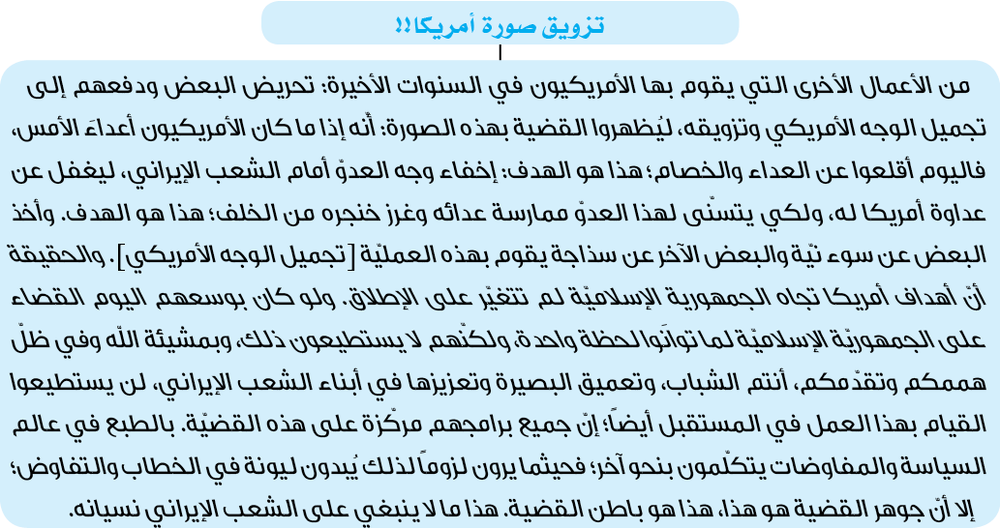 تزويق صورة أمريكا!!
من الأعمال الأخرى التي يقوم بها الأمريكيون في السنوات الأخيرة: تحريض البعض ودفعهم إلى
تجميل الوجه الأمريكي وتزويقه، ليُظهروا القضية بهذه الصورة: أنّه إذا ما كان الأمريكيون أعداءَ الأمس،
فاليوم أقلعوا عن العداء والخصام؛ هذا هو الهدف: إخفاء وجه العدوّ أمام الشعب الإيراني، ليغفل عن
عداوة أمريكا له، ولكي يتسنّى لهذا العدوّ ممارسة عدائه وغرز خنجره من الخلف؛ هذا هو الهدف. وأخذ
البعض عن سوء نيّة والبعض الآخر عن سذاجة يقوم بهذه العمليّة [تجميل الوجه الأمريكي]. والحقيقة
أنّ أهداف أمريكا تجاه الجمهورية الإسلاميّة لم تتغيّر على الإطلاق. ولو كان بوسعهم اليوم القضاء
على الجمهوريّة الإسلاميّة لما توانَوا لحظة واحدة، ولكنّهم لا يستطيعون ذلك، وبمشيئة اللّه وفي ظلّ
هممكم وتقدّمكم، أنتم الشباب، وتعميق البصيرة وتعزيزها في أبناء الشعب الإيراني، لن يستطيعوا
القيام بهذا العمل في المستقبل أيضاً؛ إنّ جميع برامجهم مركّزة على هذه القضيّة. بالطبع في عالم
السياسة والمفاوضات يتكلّمون بنحو آخر؛ فحيثما يرون لزوماً لذلك يُبدون ليونة في الخطاب والتفاوض؛
إلا أنّ جوهر القضية هو هذا، هذا هو باطن القضية. هذا ما لا ينبغي على الشعب الإيراني نسيانه.